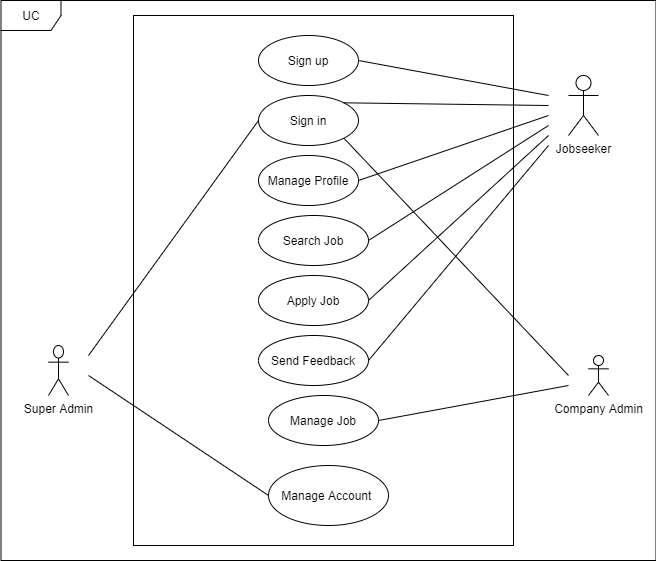 UC
Sign up
Sign in
Jobseeker
Manage Profile
Search Job
Apply Job
Send Feedback
Super Admin
Company Admin
Manage Job
Manage Account